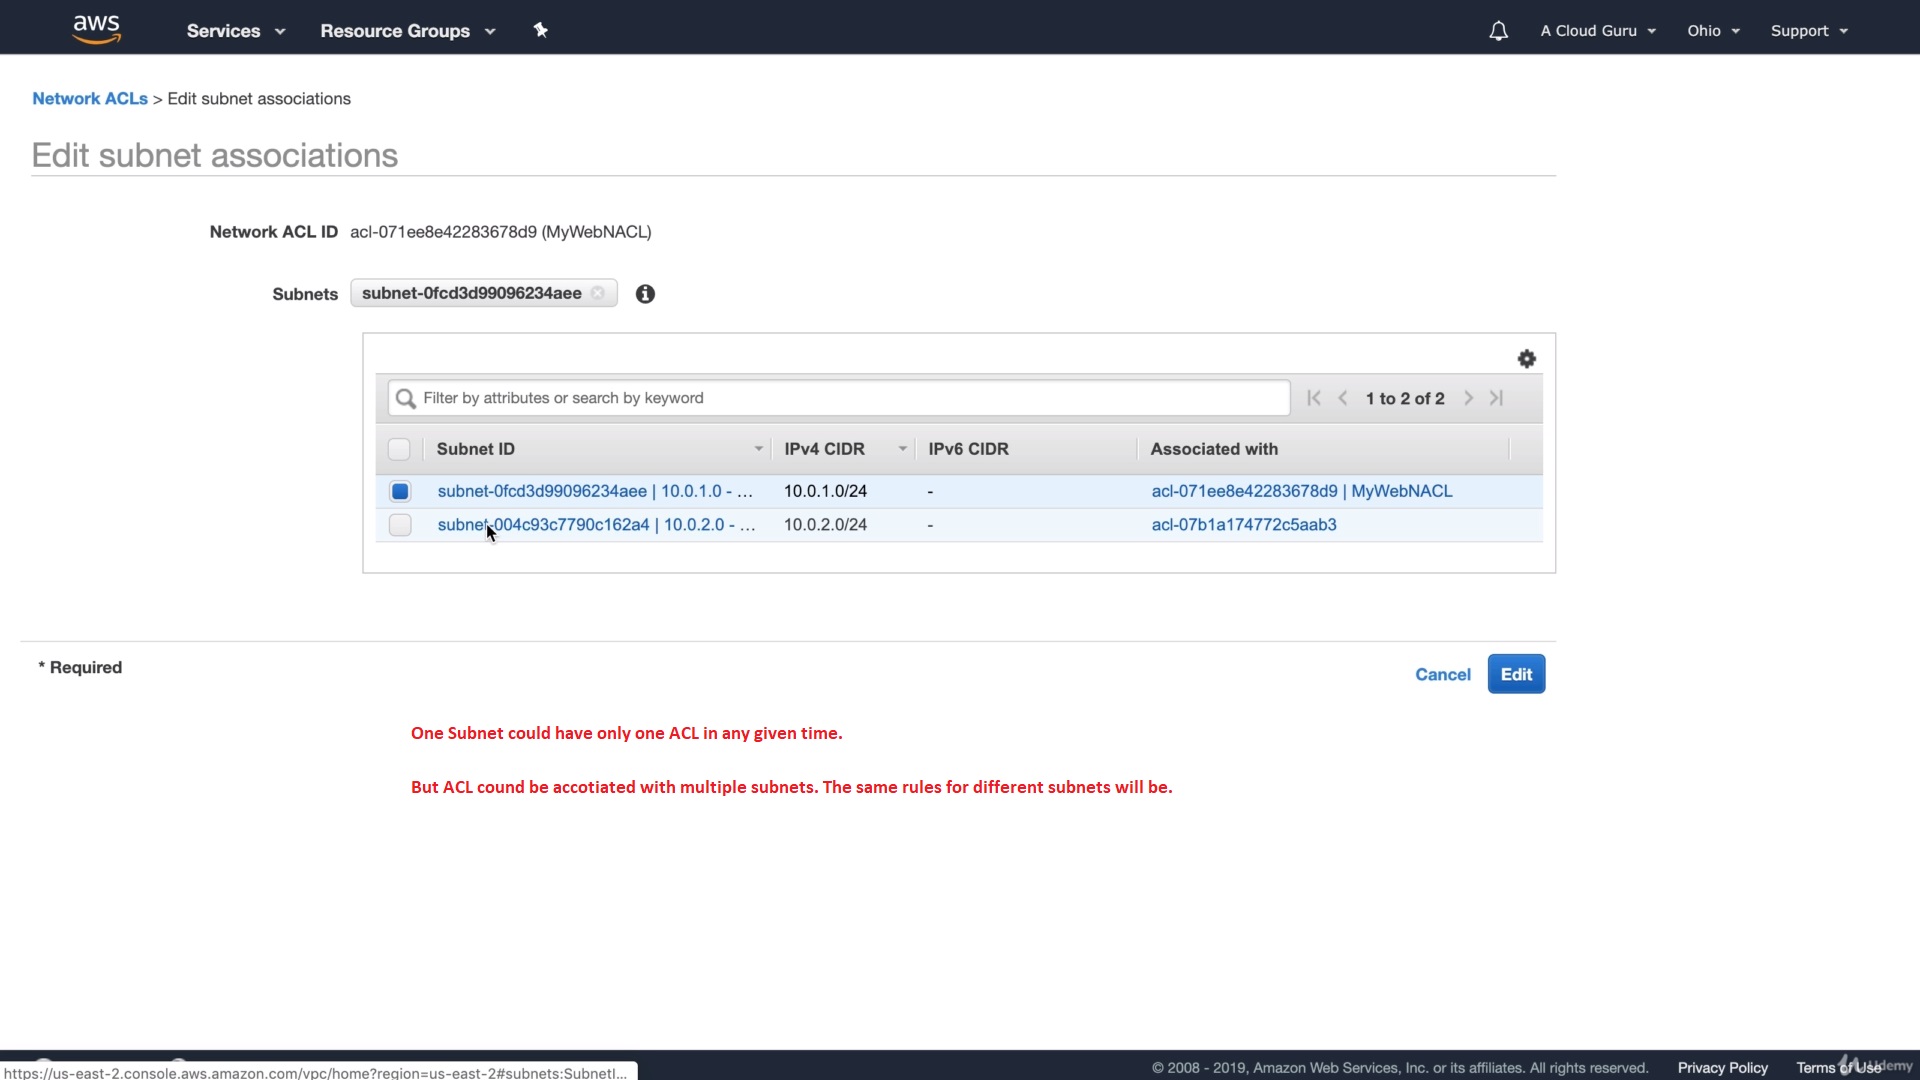 aws Services Resource Groups A Cloud Guru Ohio Support
Network ACLs > Edit subnet associations
Edit subnet associations
Network ACL ID acl-071ee8e42283678d9 (MyWebNACL)
Subnets subnet-0fcd3d99096234aee
Filter by attributes or search by keyword 1 to 2 of 2
Subnet ID IPv4 CIDR IPv6 CIDR Associated with
subnet-0fcd3d99096234aee | 10.0.1.0 - ... 10.0.1.0/24 - acl-071ee8e42283678d9 | MyWebNACL
subnet-004c93c7790c162a4 | 10.0.2.0 - ... 10.0.2.0/24 - acl-07b1a174772c5aab3
* Required Cancel Edit
One Subnet could have only one ACL in any given time.
But ACL cound be accotiated with multiple subnets. The same rules for different subnets will be.
© 2008 - 2019, Amazon Web Services, Inc. or its affiliates. All rights reserved. Privacy Policy Terms of Use
https://us-east-2.console.aws.amazon.com/vpc/home?region=us-east-2#subnets:SubnetI...
Udemy